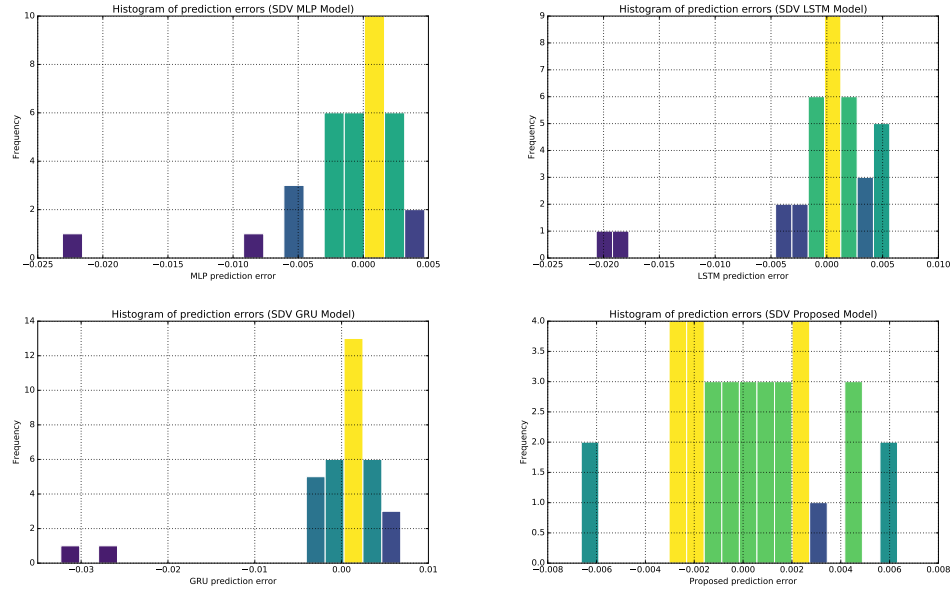 Histogram of prediction errors (SDV MLP Model)
10
8
6
4
2
0
Frequency
−0.025 −0.020 −0.015 −0.010 −0.005 0.000 0.005
MLP prediction error
Histogram of prediction errors (SDV LSTM Model)
9
8
7
6
5
4
3
2
1
0
Frequency
−0.025 −0.020 −0.015 −0.010 −0.005 0.000 0.005 0.010
LSTM prediction error
Histogram of prediction errors (SDV GRU Model)
14
12
10
8
6
4
2
0
Frequency
−0.03 −0.02 −0.01 0.00 0.01
GRU prediction error
Histogram of prediction errors (SDV Proposed Model)
4.0
3.5
3.0
2.5
2.0
1.5
1.0
0.5
0.0
Frequency
−0.008 −0.006 −0.004 −0.002 0.000 0.002 0.004 0.006 0.008
Proposed prediction error